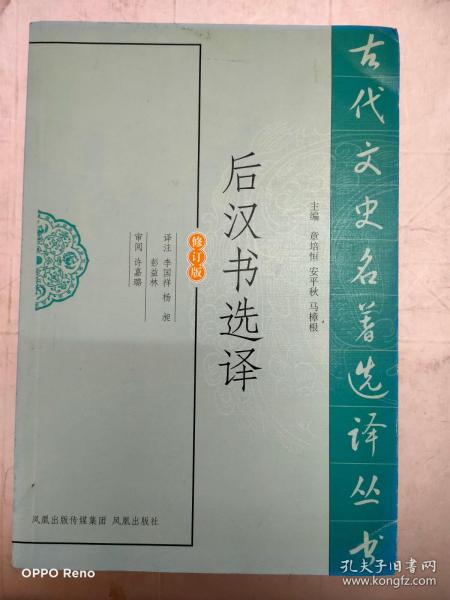 古代文史名著选译丛书
主编 章培恒 安平秋 马樟根
后汉书选译
修订版
译注 李国祥 杨昶
彭益林
审阅 许嘉璐
凤凰出版传媒集团 凤凰出版社
OPPO Reno
孔夫子旧书网
www.kongfz.com